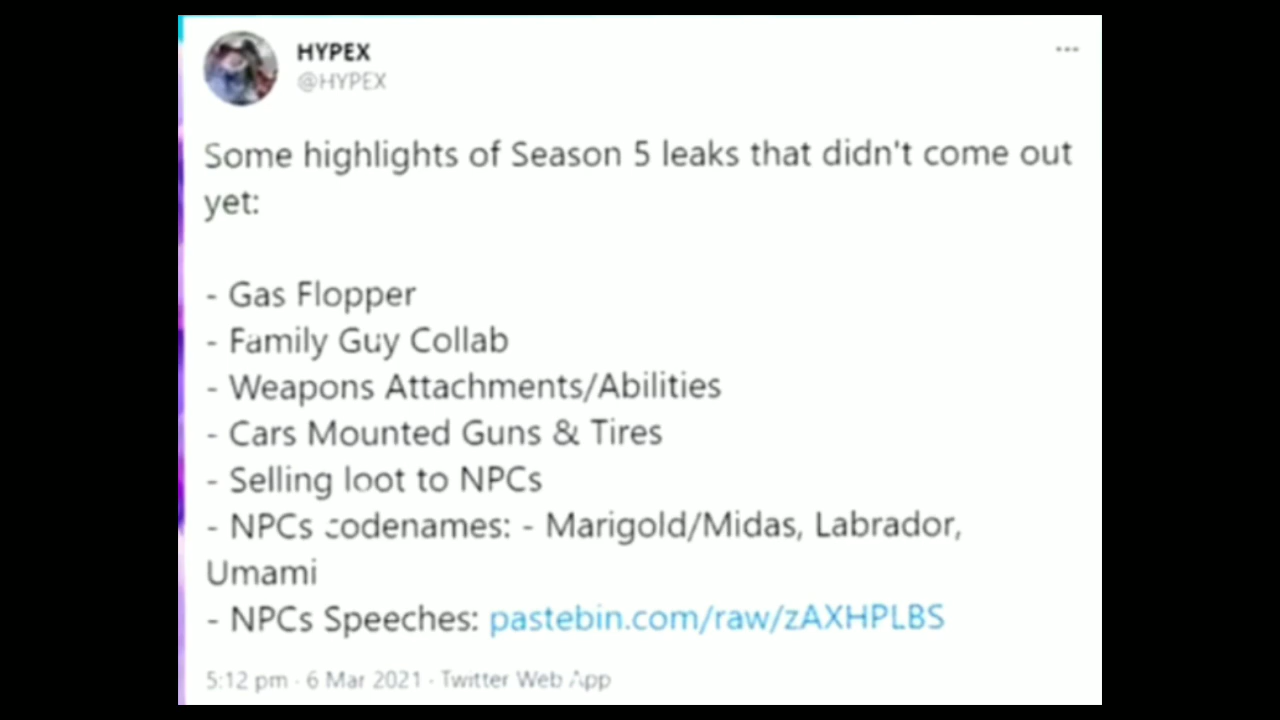 HYPEX
@HYPEX
Some highlights of Season 5 leaks that didn't come out
yet:
- Gas Flopper
- Family Guy Collab
- Weapons Attachments/Abilities
- Cars Mounted Guns & Tires
- Selling loot to NPCs
- NPCs codenames: - Marigold/Midas, Labrador,
Umami
- NPCs Speeches: pastebin.com/raw/zAXHPLBS
5:12 pm · 6 Mar 2021 · Twitter Web App